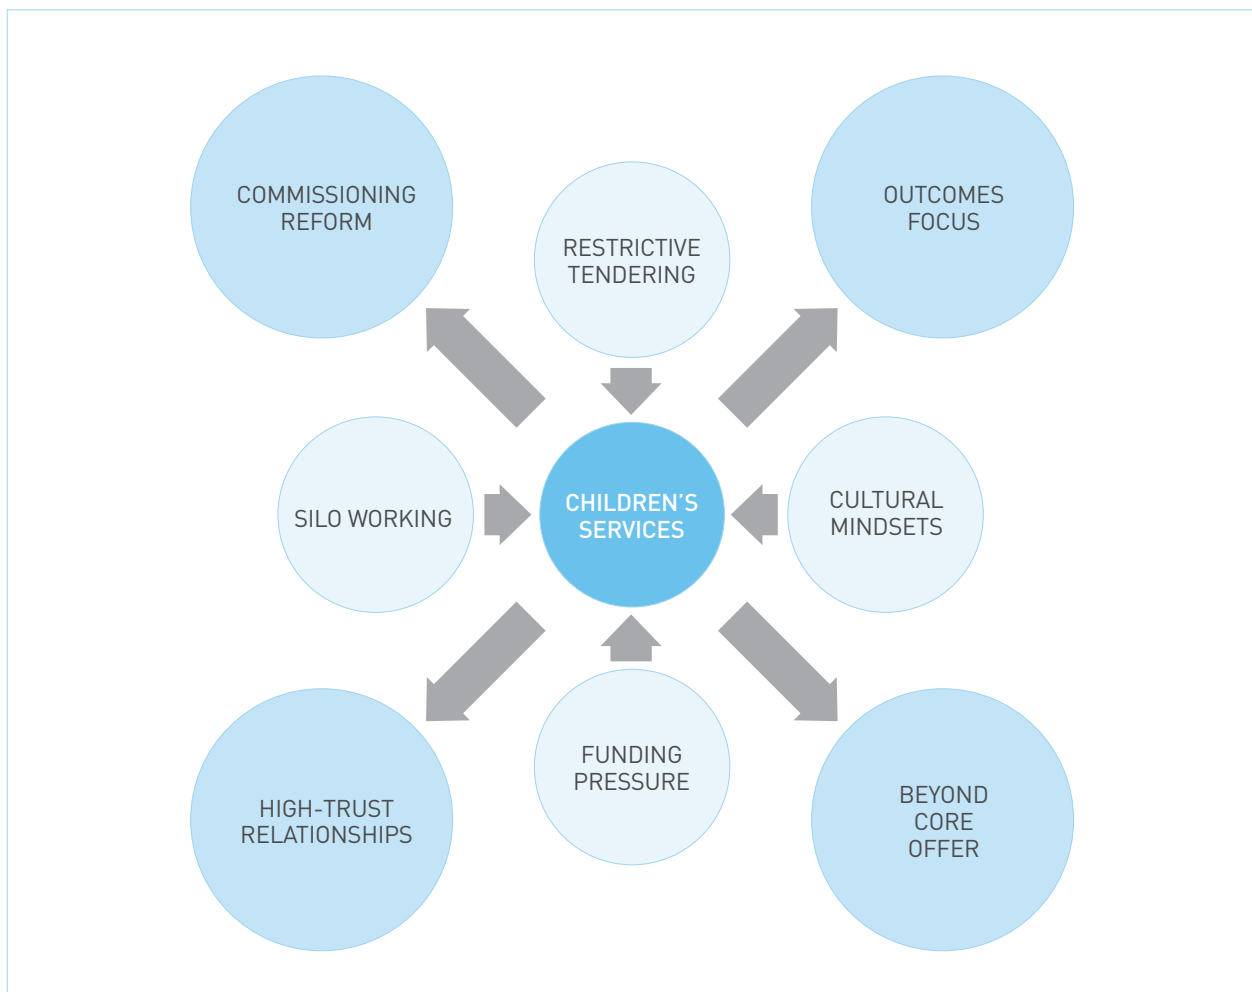 COMMISSIONING
REFORM
OUTCOMES
FOCUS
RESTRICTIVE
TENDERING
SILO WORKING
CHILDREN'S
SERVICES
CULTURAL
MINDSETS
FUNDING
PRESSURE
HIGH-TRUST
RELATIONSHIPS
BEYOND
CORE
OFFER